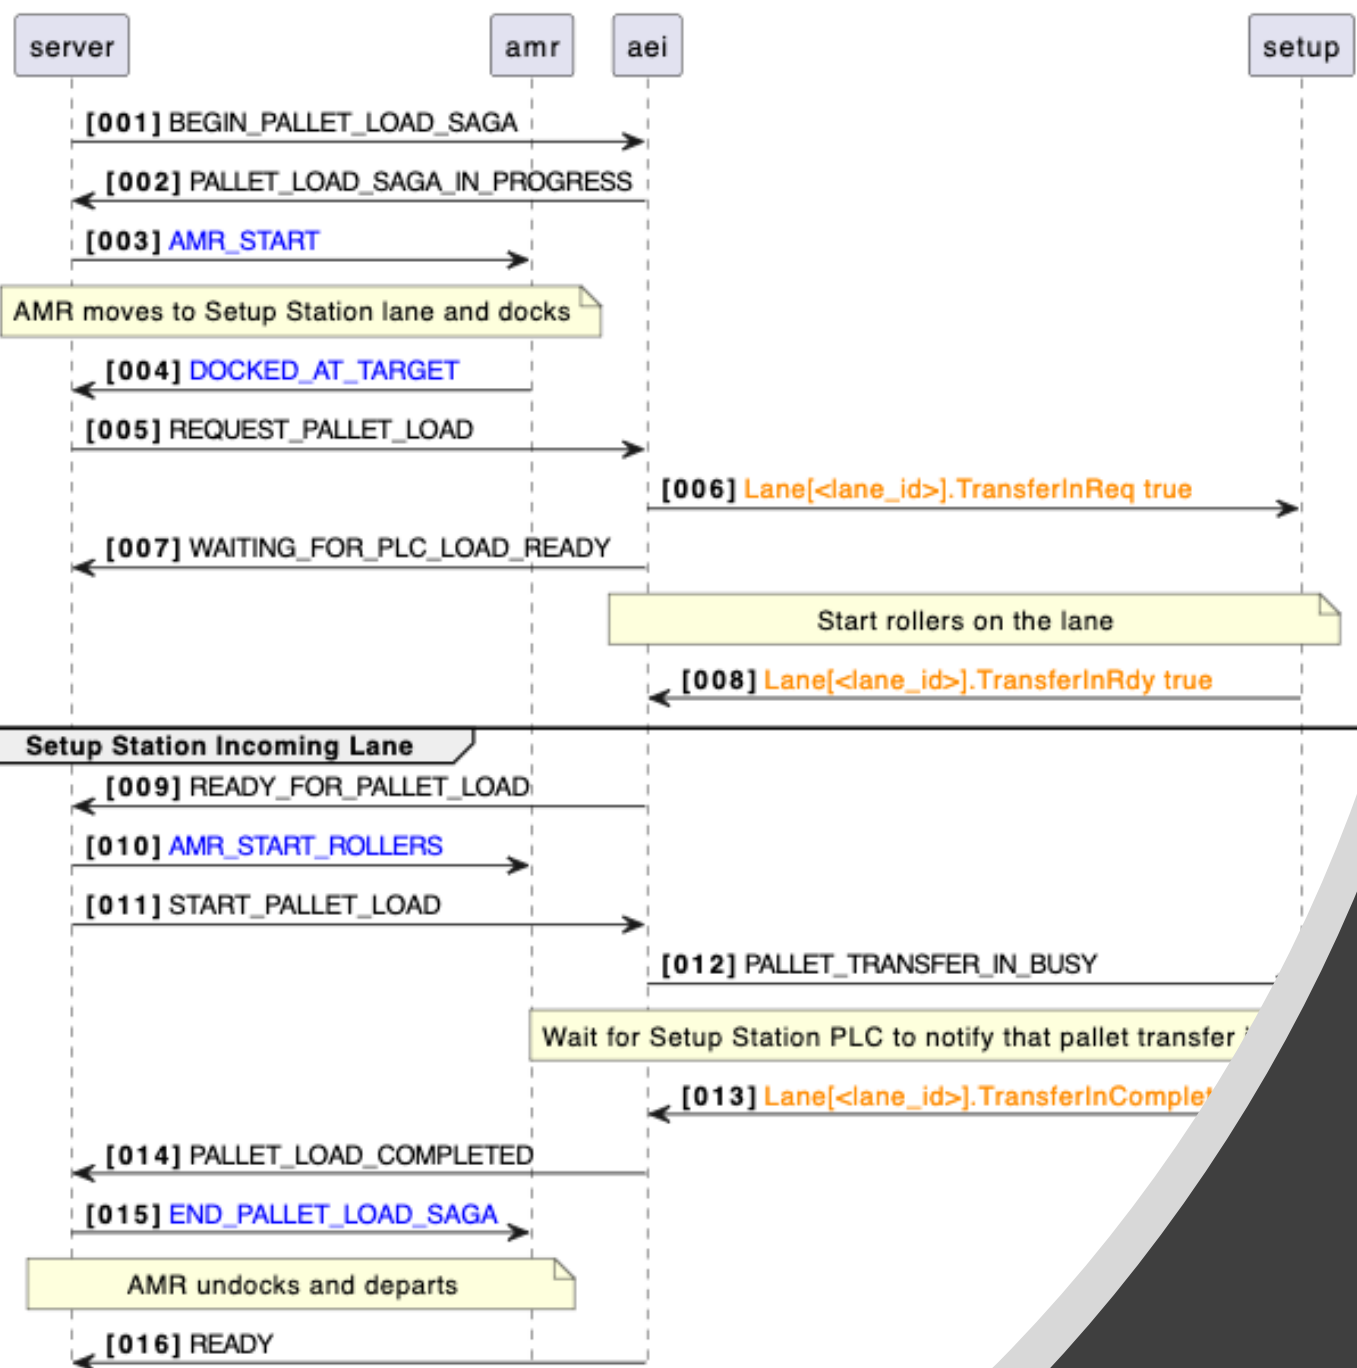 server amr aei setup
[001] BEGIN_PALLET_LOAD_SAGA
[002] PALLET_LOAD_SAGA_IN_PROGRESS
[003] AMR_START
AMR moves to Setup Station lane and docks
[004] DOCKED_AT_TARGET
[005] REQUEST_PALLET_LOAD
[006] Lane[<lane_id>].TransferInReq true
[007] WAITING_FOR_PLC_LOAD_READY
Start rollers on the lane
[008] Lane[<lane_id>].TransferInRdy true
Setup Station Incoming Lane
[009] READY_FOR_PALLET_LOAD
[010] AMR_START_ROLLERS
[011] START_PALLET_LOAD
[012] PALLET_TRANSFER_IN_BUSY
Wait for Setup Station PLC to notify that pallet transfer
[013] Lane[<lane_id>].TransferInComplet
[014] PALLET_LOAD_COMPLETED
[015] END_PALLET_LOAD_SAGA
AMR undocks and departs
[016] READY